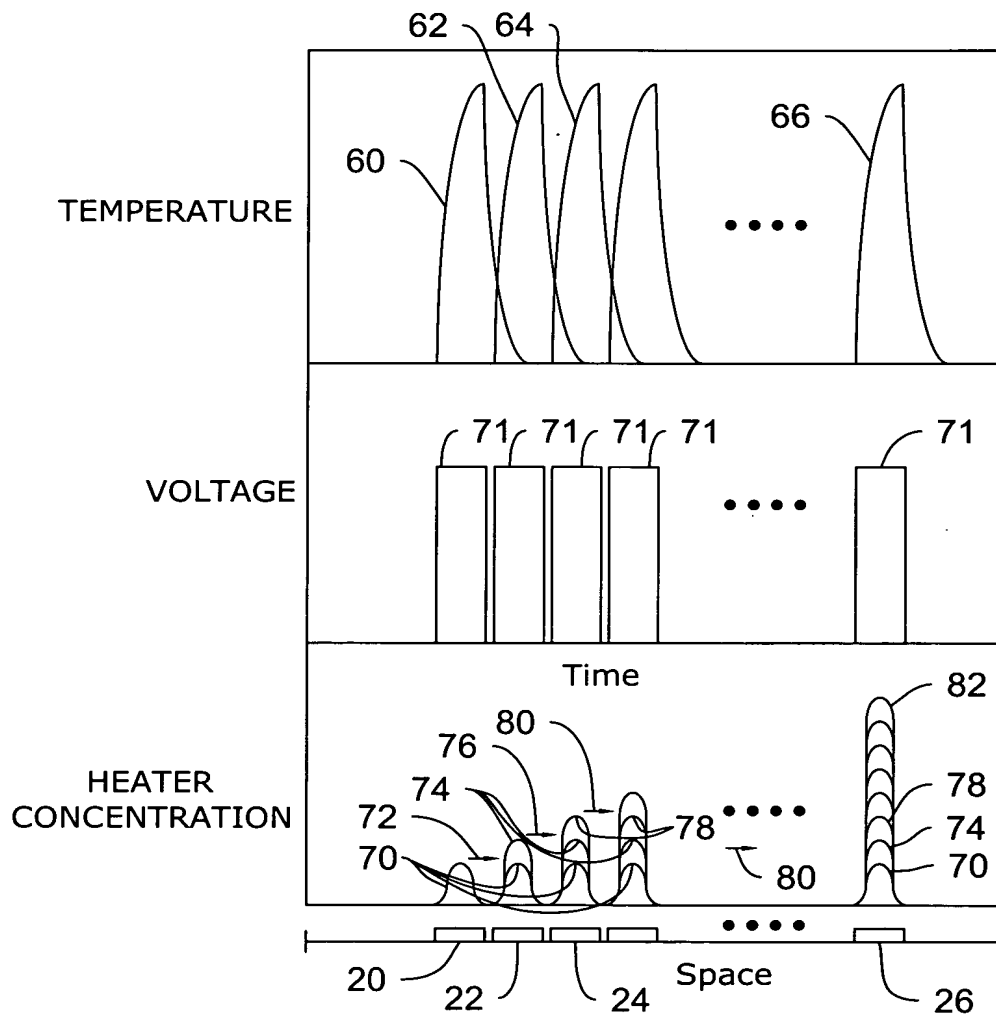 62 64
60
66
TEMPERATURE
71 71 71 71 71
VOLTAGE
Time
82
80
76
74
72
70
78
80
78
74
70
HEATER
CONCENTRATION
20
22
24
Space
26